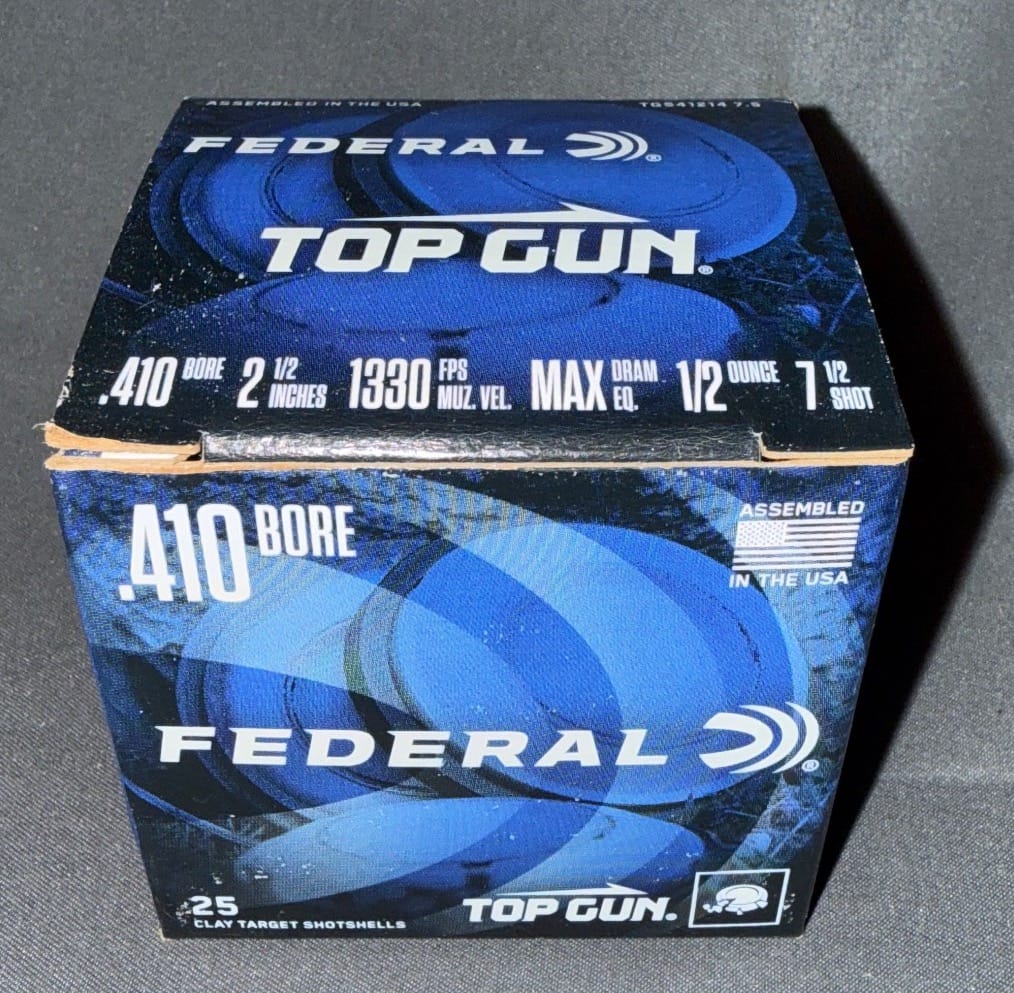 ASSEMBLED IN THE USA TGS41214 7.5
FEDERAL ®
TOP GUN®
.410 BORE 2 1/2 INCHES 1330 FPS MUZ. VEL. MAX DRAM EQ. 1/2 OUNCE 7 1/2 SHOT
.410 BORE
ASSEMBLED
IN THE USA
FEDERAL ®
25
CLAY TARGET SHOTSHELLS
TOP GUN®